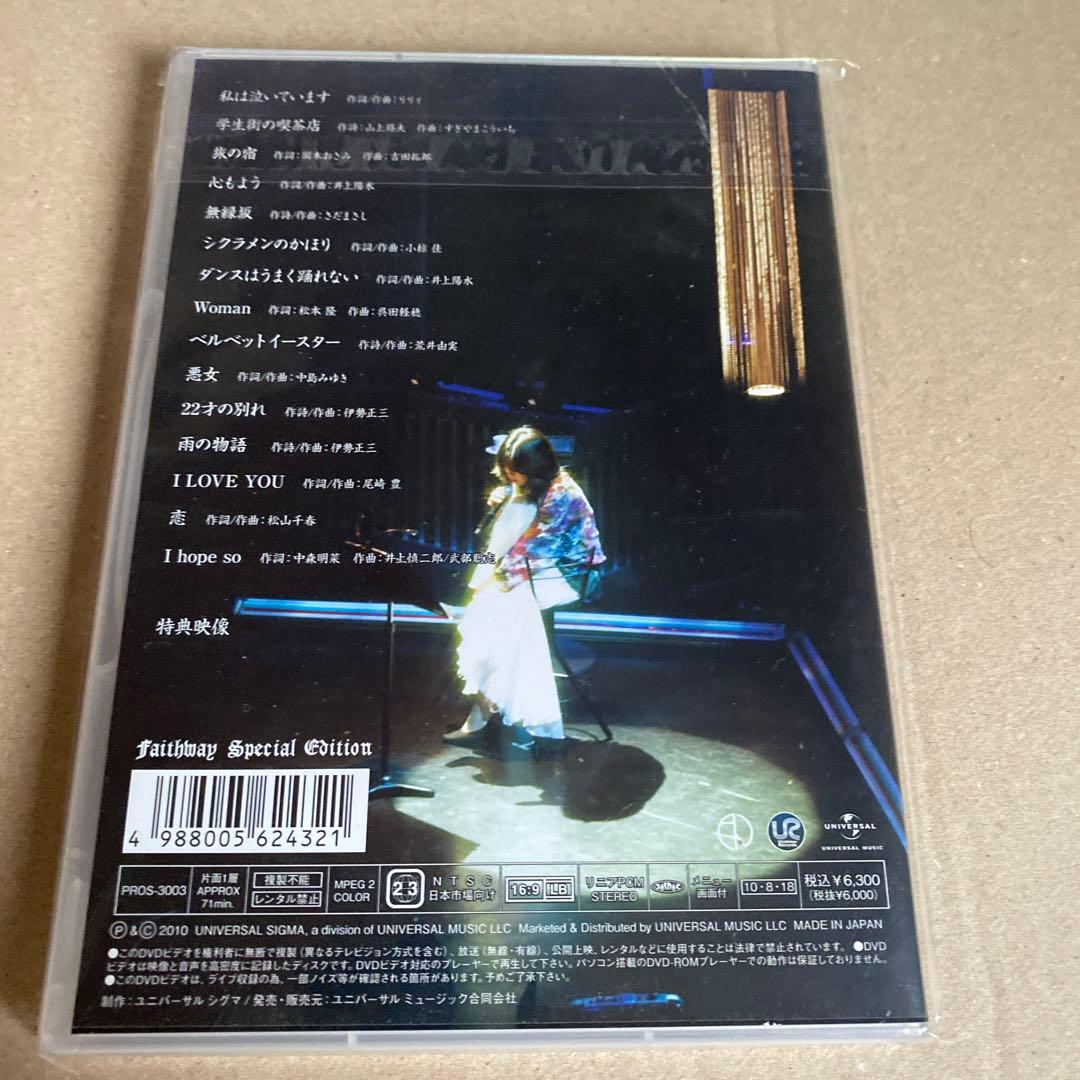 私は泣いています 作詞/作曲:りりィ
学生街の喫茶店 作詩:山上路夫 作曲:すぎやまこういち
旅の宿 作詞:岡本おさみ 作曲:吉田拓郎
心もよう 作詞/作曲:井上陽水
無縁坂 作詩/作曲:さだまさし
シクラメンのかほり 作詞/作曲:小椋 佳
ダンスはうまく踊れない 作詞/作曲:井上陽水
Woman 作詞:松本 隆 作曲:呉田軽穂
ベルベットイースター 作詩/作曲:荒井由実
悪女 作詞/作曲:中島みゆき
22才の別れ 作詩/作曲:伊勢正三
雨の物語 作詩/作曲:伊勢正三
I LOVE YOU 作詞/作曲:尾崎 豊
恋 作詞/作曲:松山千春
I hope so 作詞:中森明菜 作曲:井上慎二郎/武部聡志
特典映像
Faithway Special Edition
4 988005 624321
UR
UNIVERSAL
UNIVERSAL MUSIC
PROS-3003 片面1層 APPROX 71min. 複製不能 レンタル禁止 MPEG 2 COLOR 2 3 NTSC 日本市場向け 16:9 LB リニアPCM STEREO メニュー画面付 10・8・18 税込¥6,300 (税抜¥6,000)
Ⓟ&Ⓒ 2010 UNIVERSAL SIGMA, a division of UNIVERSAL MUSIC LLC Marketed & Distributed by UNIVERSAL MUSIC LLC MADE IN JAPAN
●このDVDビデオを権利者に無断で複製(異なるテレビジョン方式を含む)、放送(無線・有線)、公開上映、レンタルなどに使用することは法律で禁止されています。 ●DVD
ビデオは映像と音声を高密度に記録したディスクです。DVDビデオ対応のプレーヤーで再生して下さい。パソコン搭載のDVD-ROMプレーヤーでの動作は保証しておりません。
●このDVDは、ライブ収録の為、一部ノイズ等が確認される箇所があります。予めご了承下さい。
制作:ユニバーサル シグマ / 発売・販売元:ユニバーサル ミュージック合同会社